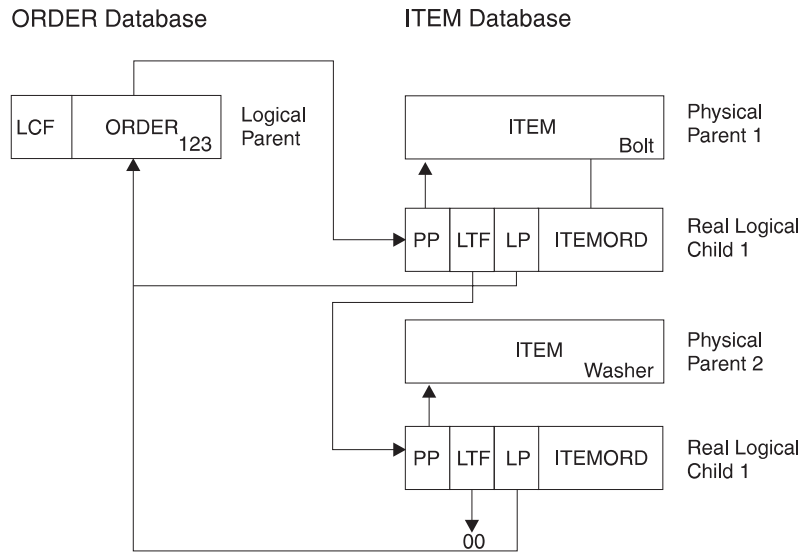 ORDER Database
ITEM Database
LCF
ORDER
123
Logical
Parent
ITEM
Bolt
Physical
Parent 1
PP
LTF
LP
ITEMORD
Real Logical
Child 1
ITEM
Washer
Physical
Parent 2
PP
LTF
LP
ITEMORD
Real Logical
Child 1
00